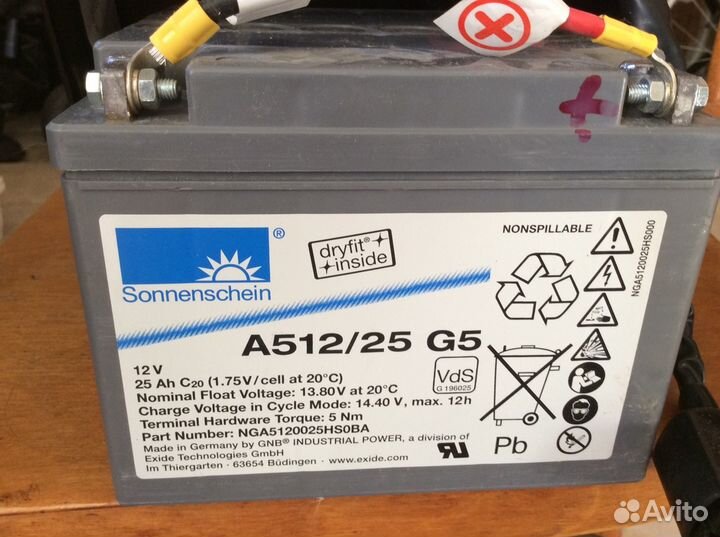 NONSPILLABLE
NGA5120025HS000
dryfit®
inside
®
Sonnenschein
A512/25 G5
12 V
25 Ah C20 (1.75V/cell at 20°C)
Nominal Float Voltage: 13.80V at 20°C
Charge Voltage in Cycle Mode: 14.40 V, max. 12h
Terminal Hardware Torque: 5 Nm
Part Number: NGA5120025HS0BA
Made in Germany by GNB® INDUSTRIAL POWER, a division of
Exide Technologies GmbH
Im Thiergarten - 63654 Büdingen - www.exide.com
VdS
G 196025
Pb
Avito